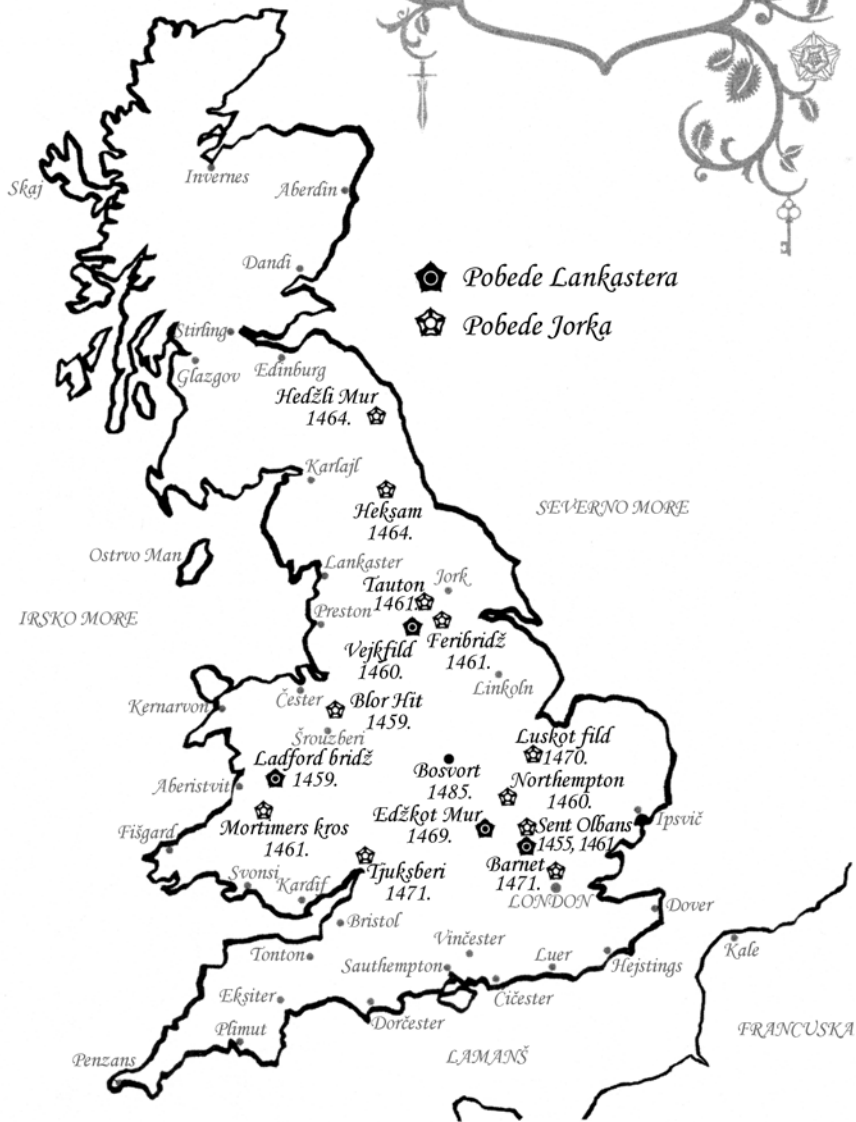 Skaj
Invernes
Aberdin
Dandi
Pobede Lankastera
Pobede Jorka
Stirling
Glazgov
Edinburg
Hedžli Mur
1464.
Karlajl
Heksam
1464.
SEVERNO MORE
Ostrvo Man
Lankaster
Tauton
1461.
Jork
IRSKO MORE
Preston
Vejkfild
1460.
Feribridž
1461.
Linkoln
Kernarvon
Čester
Blor Hit
1459.
Šrouzberi
Ladford bridž
1459.
Luskot fild
1470.
Bosvort
1485.
Northempton
1460.
Aberistvit
Edžkot Mur
1469.
Sent Olbans
1455, 1461
Ipsvič
Mortimers kros
1461.
Fišgard
Barnet
1471.
Tjuksberi
1471.
Svonsi
Kardif
LONDON
Dover
Bristol
Kale
Vinčester
Tonton
Sauthempton
Luer
Hejstings
Čičester
Eksiter
Dorčester
Plimut
FRANCUSKA
Penzans
LAMANŠ